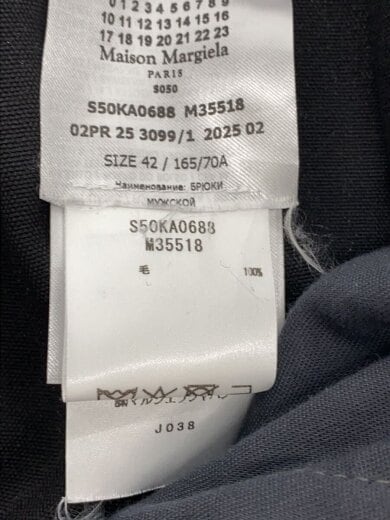 0 1 2 3 4 5 6 7 8 9
10 11 12 13 14 15 16
17 18 19 20 21 22 23
Maison Margiela
PARIS
S050
S50KA0688 M35518
02PR 25 3099/1 2025 02
SIZE 42 / 165/70A
Наименование: БРЮКИ
МУЖСКОЙ
S50KA0688
M35518
毛 100%
J038